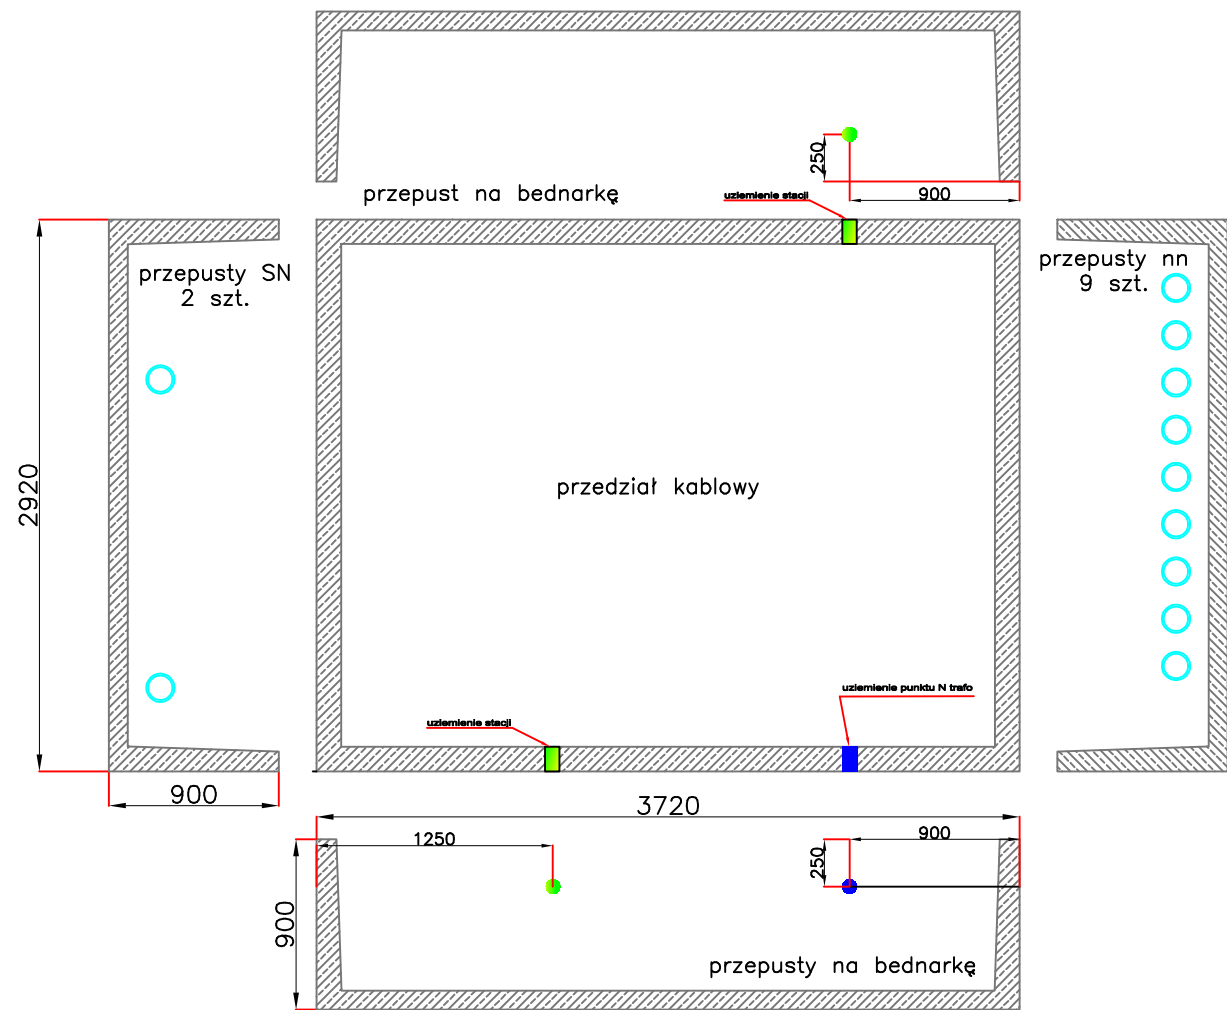 250
900
przepust na bednarkę
uziemienie stacji
przepusty SN
2 szt.
przepusty nn
9 szt.
2920
przedział kablowy
uziemienie punktu N trafo
uziemienie stacji
900
3720
1250
900
250
900
przepusty na bednarkę